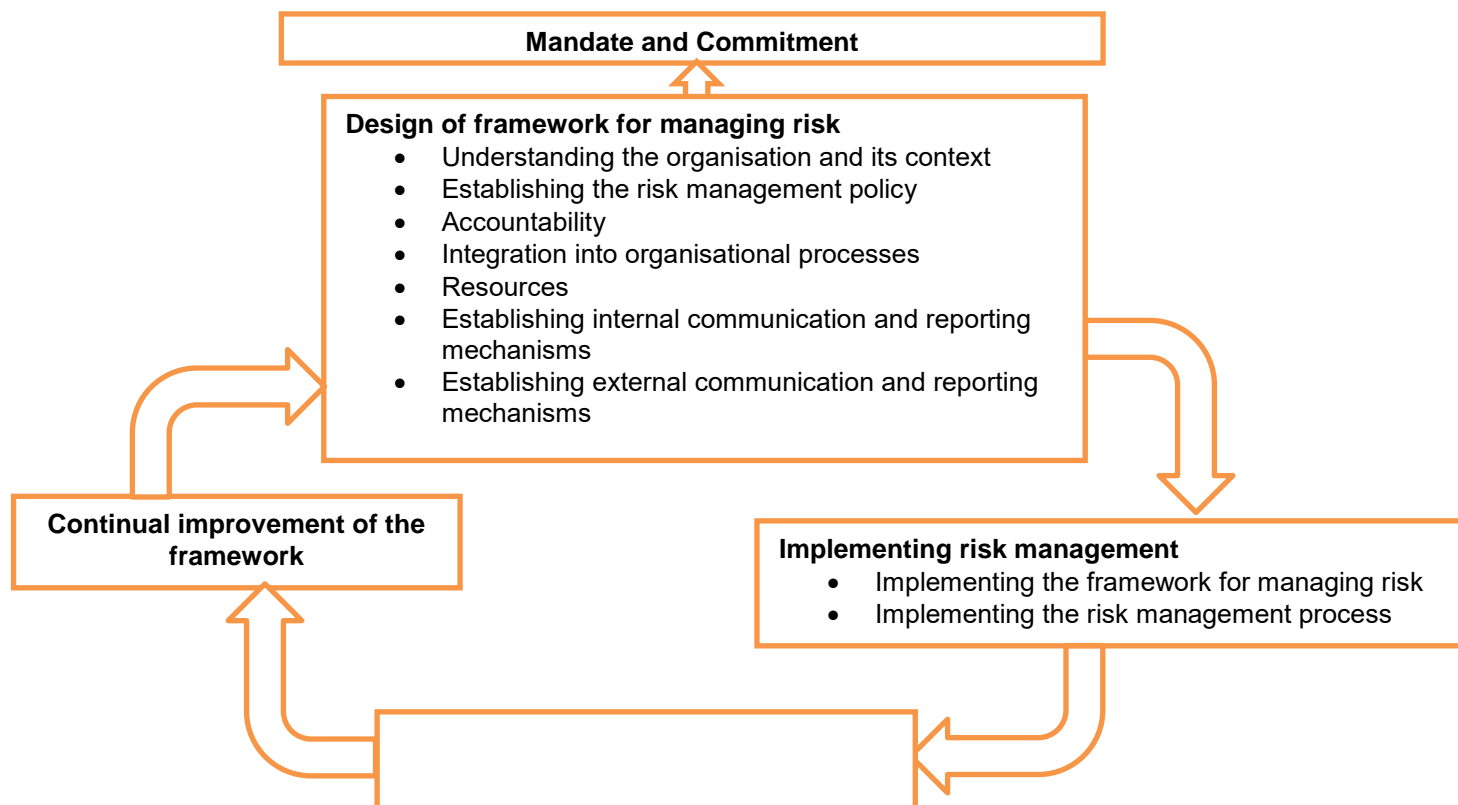 Mandate and Commitment
Design of framework for managing risk
• Understanding the organisation and its context
• Establishing the risk management policy
• Accountability
• Integration into organisational processes
• Resources
• Establishing internal communication and reporting
mechanisms
• Establishing external communication and reporting
mechanisms
Continual improvement of the
framework
Implementing risk management
• Implementing the framework for managing risk
• Implementing the risk management process